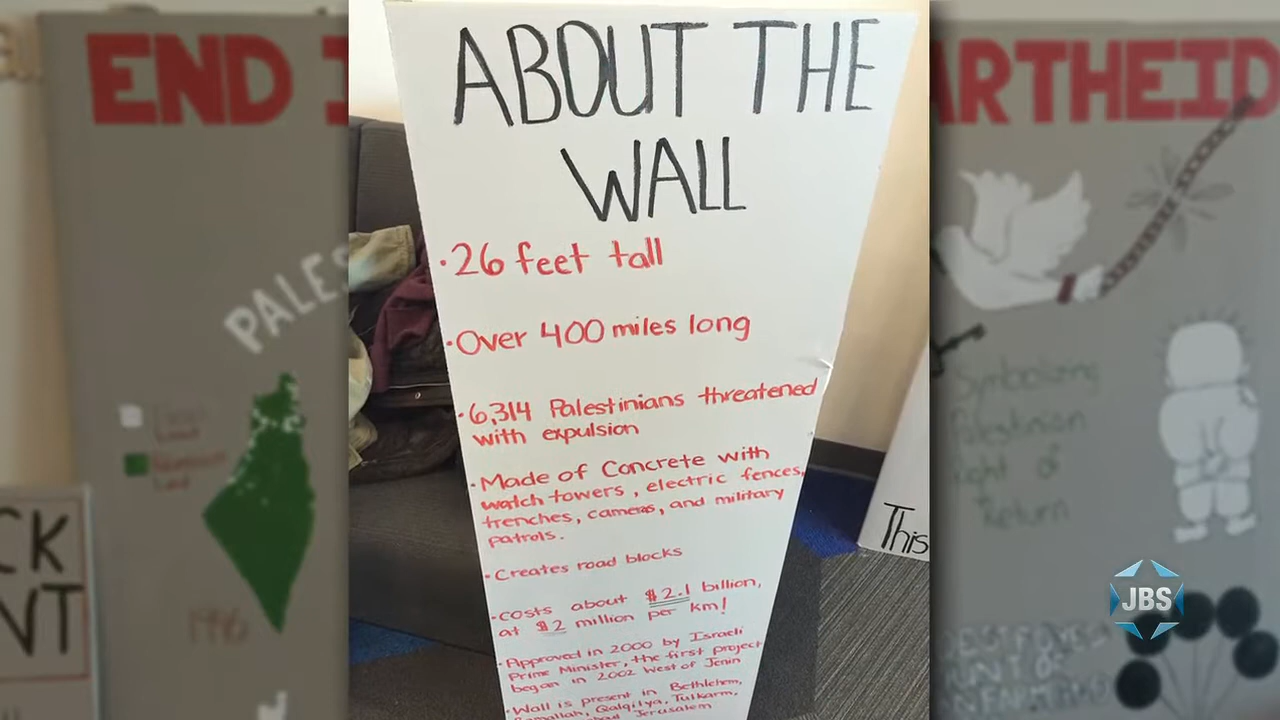 END I
ARTHEID
PALES
CK
NT
1946
Symbolizing
Palestinian
right of
Return
This
JBS
ABOUT THE
WALL
· 26 feet tall
· Over 400 miles long
· 6,314 Palestinians threatened
with expulsion
· Made of Concrete with
watch towers, electric fences,
trenches, cameras, and military
patrols.
· Creates road blocks
· costs about $2.1 billion,
at $2 million per km!
· Approved in 2000 by Israeli
Prime Minister, the first project
began in 2002 West of Jenin
· Wall is present in Bethlehem,
Ramallah, Qalqilya, Tulkarm,
Jerusalem